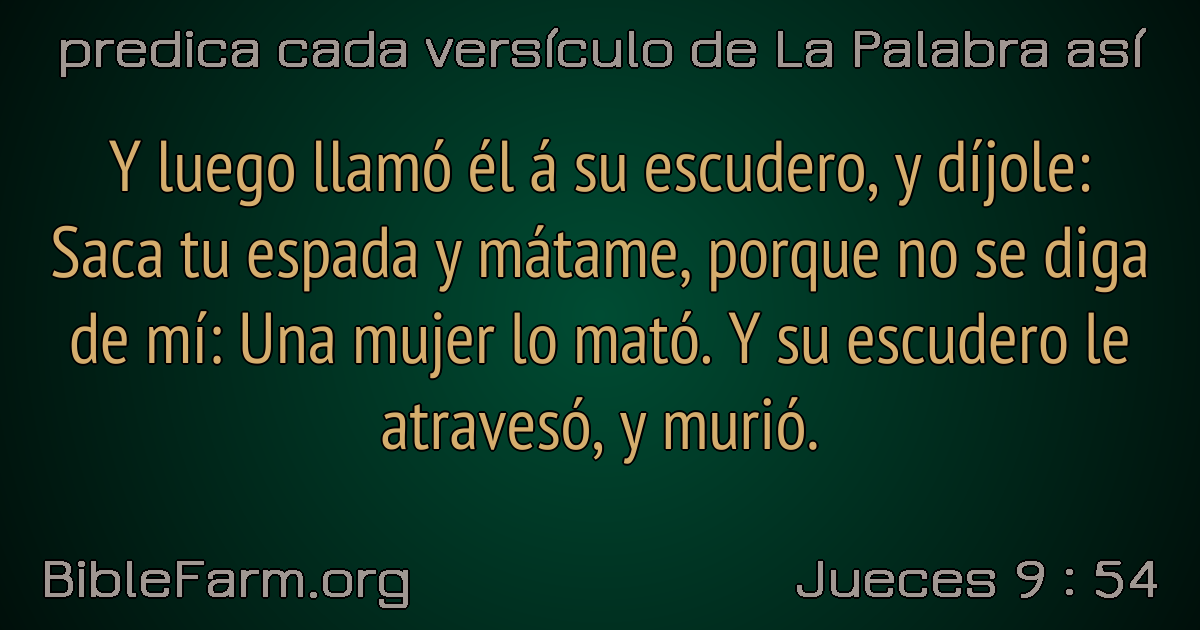 predica cada versículo de La Palabra así
Y luego llamó él á su escudero, y díjole:
Saca tu espada y mátame, porque no se diga
de mí: Una mujer lo mató. Y su escudero le
atravesó, y murió.
BibleFarm.org
Jueces 9 : 54